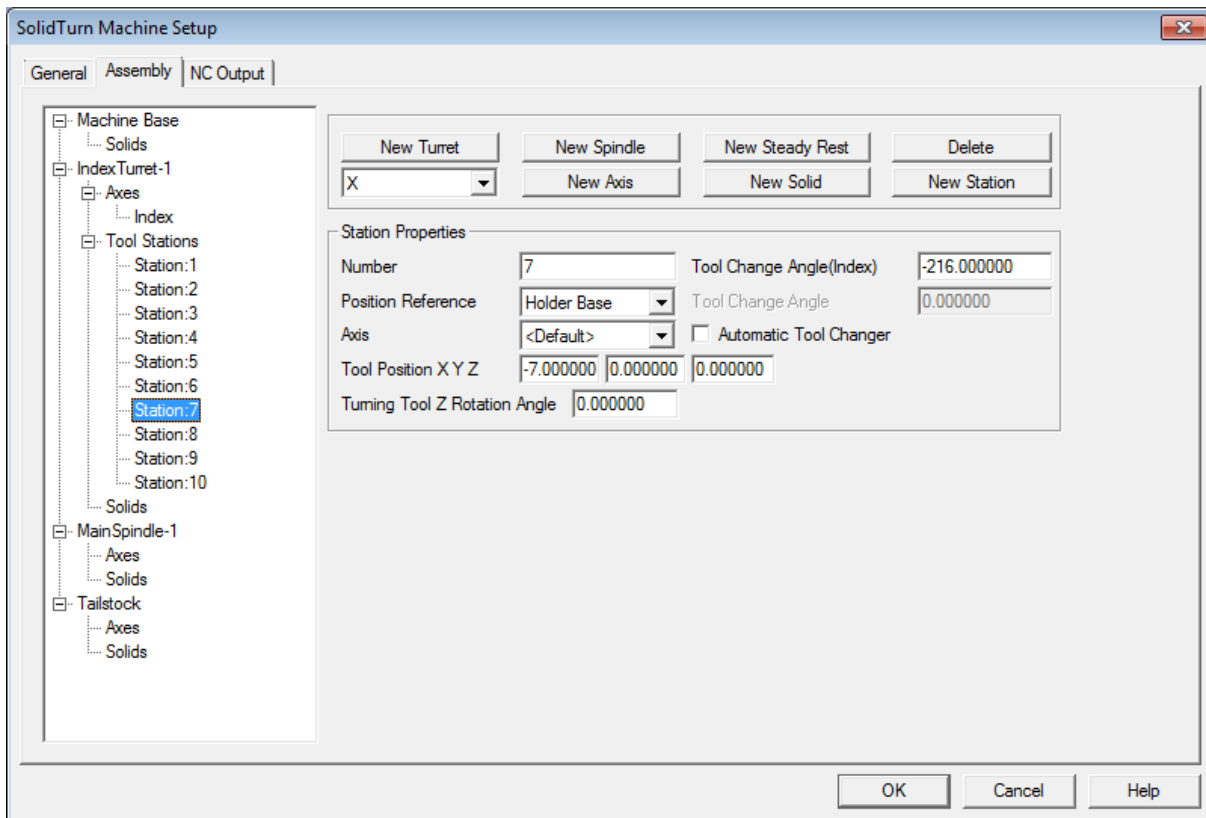 SolidTurn Machine Setup
General Assembly NC Output
Machine Base
Solids
IndexTurret-1
Axes
Index
Tool Stations
Station:1
Station:2
Station:3
Station:4
Station:5
Station:6
Station:7
Station:8
Station:9
Station:10
Solids
MainSpindle-1
Axes
Solids
Tailstock
Axes
Solids
New Turret New Spindle New Steady Rest Delete
X New Axis New Solid New Station
Station Properties
Number 7 Tool Change Angle(Index) -216.000000
Position Reference Holder Base Tool Change Angle 0.000000
Axis <Default> Automatic Tool Changer
Tool Position X Y Z -7.000000 0.000000 0.000000
Turning Tool Z Rotation Angle 0.000000
OK Cancel Help